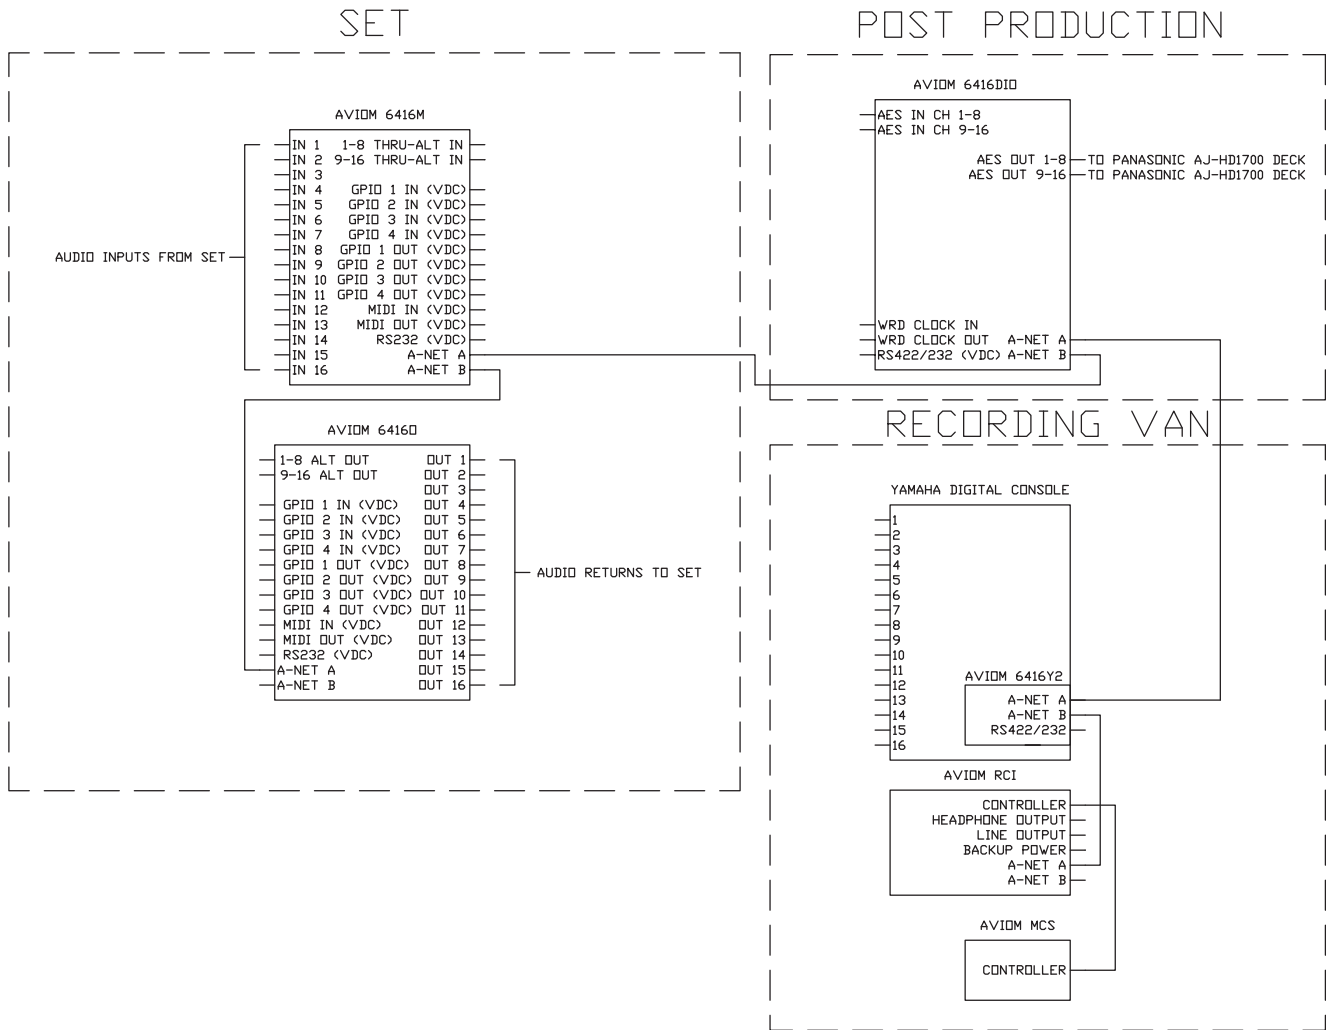 SET
AVIOM 6416M
IN 1 1-8 THRU-ALT IN
IN 2 9-16 THRU-ALT IN
IN 3
IN 4 GPIO 1 IN (VDC)
IN 5 GPIO 2 IN (VDC)
IN 6 GPIO 3 IN (VDC)
IN 7 GPIO 4 IN (VDC)
IN 8 GPIO 1 OUT (VDC)
IN 9 GPIO 2 OUT (VDC)
IN 10 GPIO 3 OUT (VDC)
IN 11 GPIO 4 OUT (VDC)
IN 12 MIDI IN (VDC)
IN 13 MIDI OUT (VDC)
IN 14 RS232 (VDC)
IN 15 A-NET A
IN 16 A-NET B
AUDIO INPUTS FROM SET
AVIOM 6416O
1-8 ALT OUT OUT 1
9-16 ALT OUT OUT 2
OUT 3
GPIO 1 IN (VDC) OUT 4
GPIO 2 IN (VDC) OUT 5
GPIO 3 IN (VDC) OUT 6
GPIO 4 IN (VDC) OUT 7
GPIO 1 OUT (VDC) OUT 8
GPIO 2 OUT (VDC) OUT 9
GPIO 3 OUT (VDC) OUT 10
GPIO 4 OUT (VDC) OUT 11
MIDI IN (VDC) OUT 12
MIDI OUT (VDC) OUT 13
RS232 (VDC) OUT 14
A-NET A OUT 15
A-NET B OUT 16
AUDIO RETURNS TO SET
POST PRODUCTION
AVIOM 6416DIO
AES IN CH 1-8
AES IN CH 9-16
AES OUT 1-8 TO PANASONIC AJ-HD1700 DECK
AES OUT 9-16 TO PANASONIC AJ-HD1700 DECK
WRD CLOCK IN
WRD CLOCK OUT A-NET A
RS422/232 (VDC) A-NET B
RECORDING VAN
YAMAHA DIGITAL CONSOLE
1
2
3
4
5
6
7
8
9
10
11
12
13
14
15
16
AVIOM 6416Y2
A-NET A
A-NET B
RS422/232
AVIOM RCI
CONTROLLER
HEADPHONE OUTPUT
LINE OUTPUT
BACKUP POWER
A-NET A
A-NET B
AVIOM MCS
CONTROLLER